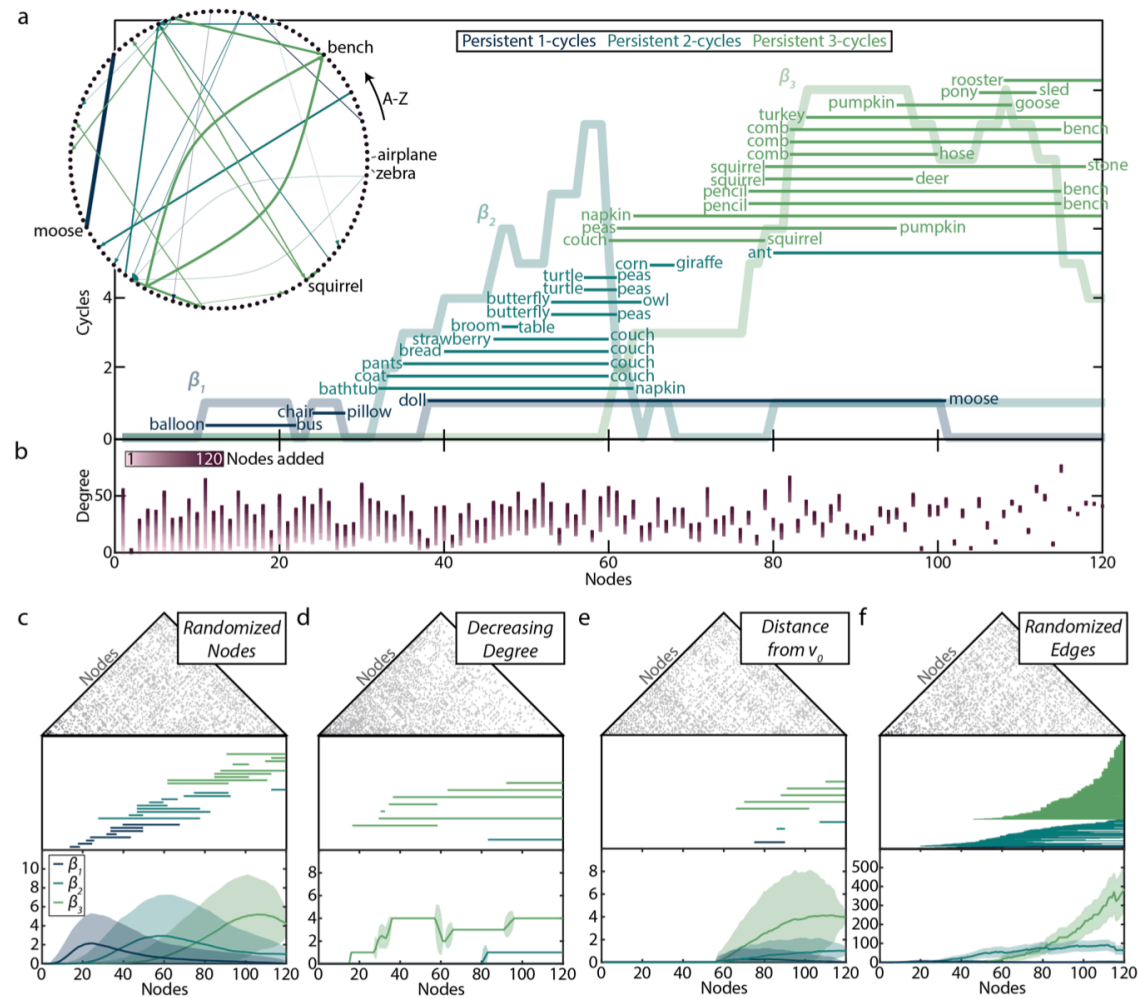 a
Persistent 1-cycles Persistent 2-cycles Persistent 3-cycles
bench
A-Z
airplane
zebra
moose
squirrel
β3
rooster
pony sled
pumpkin goose
turkey
comb bench
comb
comb hose
squirrel stone
squirrel deer
pencil bench
pencil bench
napkin
peas pumpkin
couch squirrel
ant
β2
corn giraffe
turtle peas
turtle peas
butterfly owl
butterfly peas
broom table
strawberry couch
bread couch
pants couch
coat couch
bathtub napkin
doll moose
β1
chair pillow
balloon bus
Cycles
4
2
0
b
1 120 Nodes added
Degree
50
0
0 20 40 60 80 100 120
Nodes
c
Randomized
Nodes
Nodes
β1
β2
β3
10
8
6
4
2
0
0 20 40 60 80 100 120
Nodes
d
Decreasing
Degree
Nodes
8
6
4
2
0
0 20 40 60 80 100 120
Nodes
e
Distance
from v0
Nodes
8
6
4
2
0
0 20 40 60 80 100 120
Nodes
f
Randomized
Edges
Nodes
500
400
300
200
100
0
0 20 40 60 80 100 120
Nodes